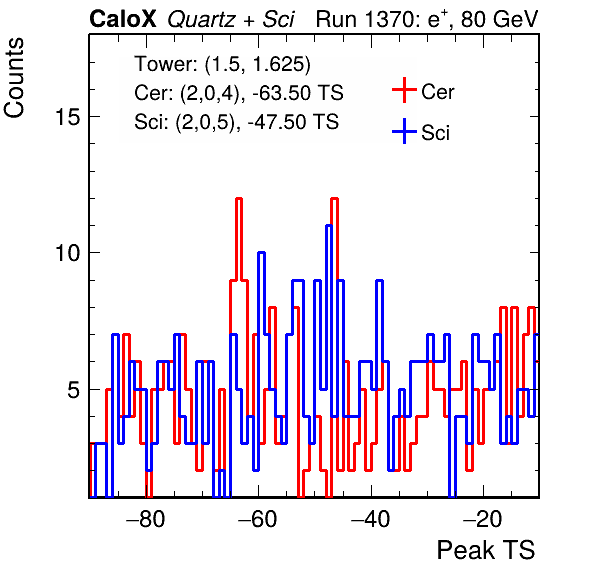 CaloX Quartz + Sci Run 1370: e+, 80 GeV
Counts
Tower: (1.5, 1.625)
Cer: (2,0,4), -63.50 TS
Sci: (2,0,5), -47.50 TS
Cer
Sci
15
10
5
−80 −60 −40 −20
Peak TS